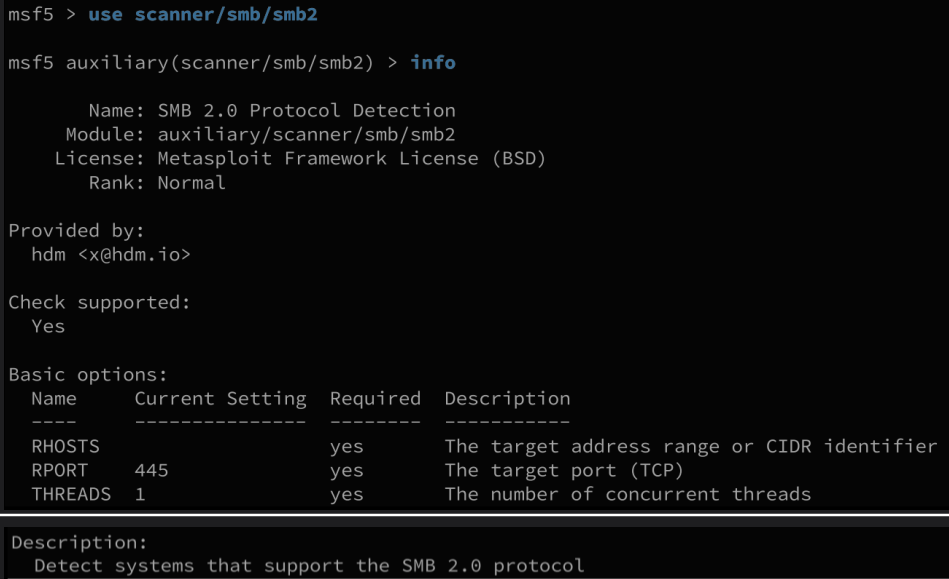 msf5 > use scanner/smb/smb2
msf5 auxiliary(scanner/smb/smb2) > info
Name: SMB 2.0 Protocol Detection
Module: auxiliary/scanner/smb/smb2
License: Metasploit Framework License (BSD)
Rank: Normal
Provided by:
hdm <x@hdm.io>
Check supported:
Yes
Basic options:
Name Current Setting Required Description
---- --------------- -------- -----------
RHOSTS yes The target address range or CIDR identifier
RPORT 445 yes The target port (TCP)
THREADS 1 yes The number of concurrent threads
Description:
Detect systems that support the SMB 2.0 protocol